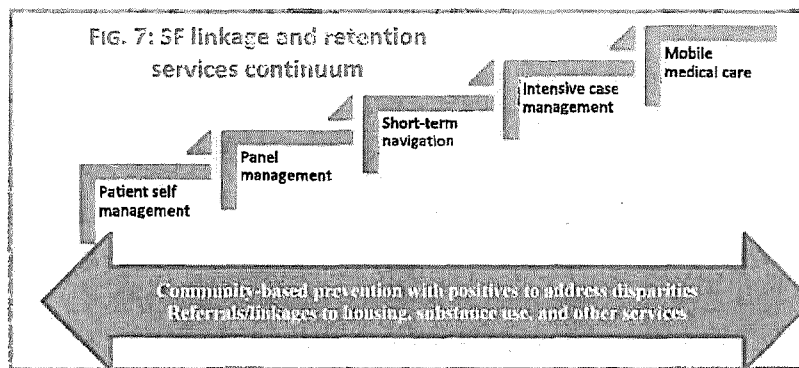 FIG. 7: SF linkage and retention
services continuum
Mobile
medical care
Intensive case
management
Short-term
navigation
Panel
management
Patient self
management
Community-based prevention with positives to address disparities
Referrals/linkages to housing, substance use, and other services